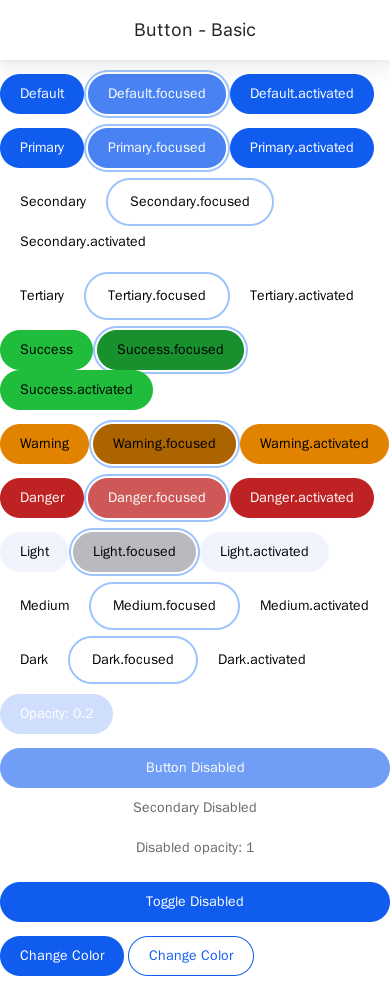 Button - Basic
Default Default.focused Default.activated
Primary Primary.focused Primary.activated
Secondary Secondary.focused
Secondary.activated
Tertiary Tertiary.focused Tertiary.activated
Success Success.focused
Success.activated
Warning Warning.focused Warning.activated
Danger Danger.focused Danger.activated
Light Light.focused Light.activated
Medium Medium.focused Medium.activated
Dark Dark.focused Dark.activated
Opacity: 0.2
Button Disabled
Secondary Disabled
Disabled opacity: 1
Toggle Disabled
Change Color Change Color